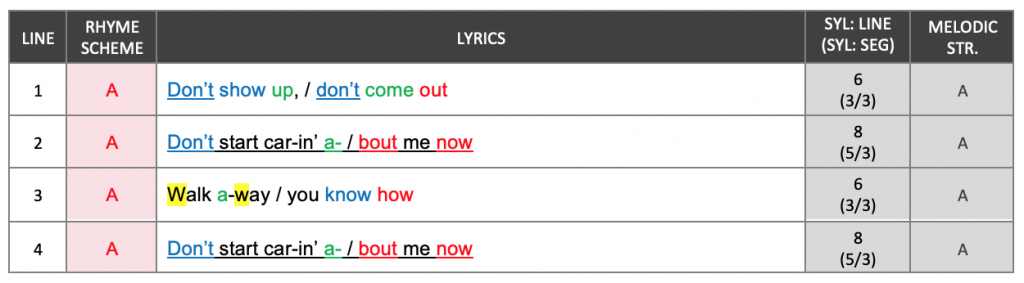 LINE RHYME SCHEME LYRICS SYL: LINE (SYL: SEG) MELODIC STR.
1 A Don't show up, / don't come out 6 (3/3) A
2 A Don't start car-in' a- / bout me now 8 (5/3) A
3 A Walk a-way / you know how 6 (3/3) A
4 A Don't start car-in' a- / bout me now 8 (5/3) A